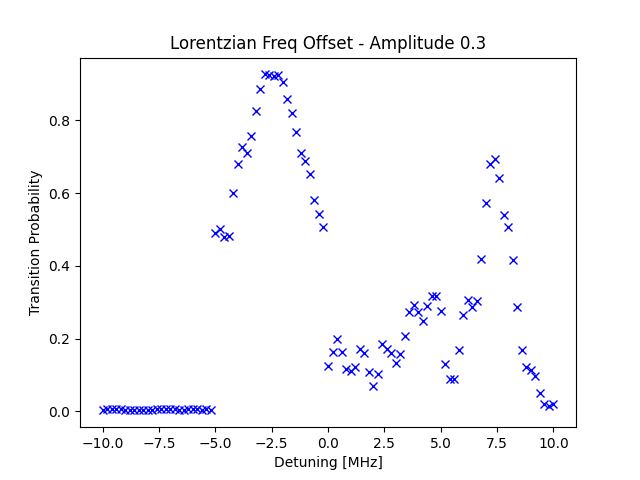 Lorentzian Freq Offset - Amplitude 0.3
Transition Probability
0.8
0.6
0.4
0.2
0.0
−10.0 −7.5 −5.0 −2.5 0.0 2.5 5.0 7.5 10.0
Detuning [MHz]